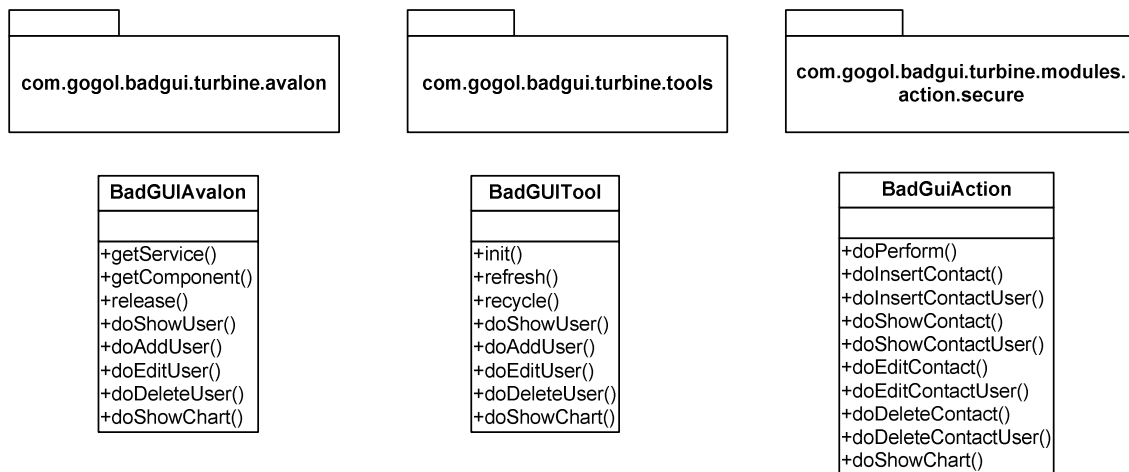 com.gogol.badgui.turbine.avalon
com.gogol.badgui.turbine.tools
com.gogol.badgui.turbine.modules.
action.secure
BadGUIAvalon
+getService()
+getComponent()
+release()
+doShowUser()
+doAddUser()
+doEditUser()
+doDeleteUser()
+doShowChart()
BadGUITool
+init()
+refresh()
+recycle()
+doShowUser()
+doAddUser()
+doEditUser()
+doDeleteUser()
+doShowChart()
BadGuiAction
+doPerform()
+doInsertContact()
+doInsertContactUser()
+doShowContact()
+doShowContactUser()
+doEditContact()
+doEditContactUser()
+doDeleteContact()
+doDeleteContactUser()
+doShowChart()